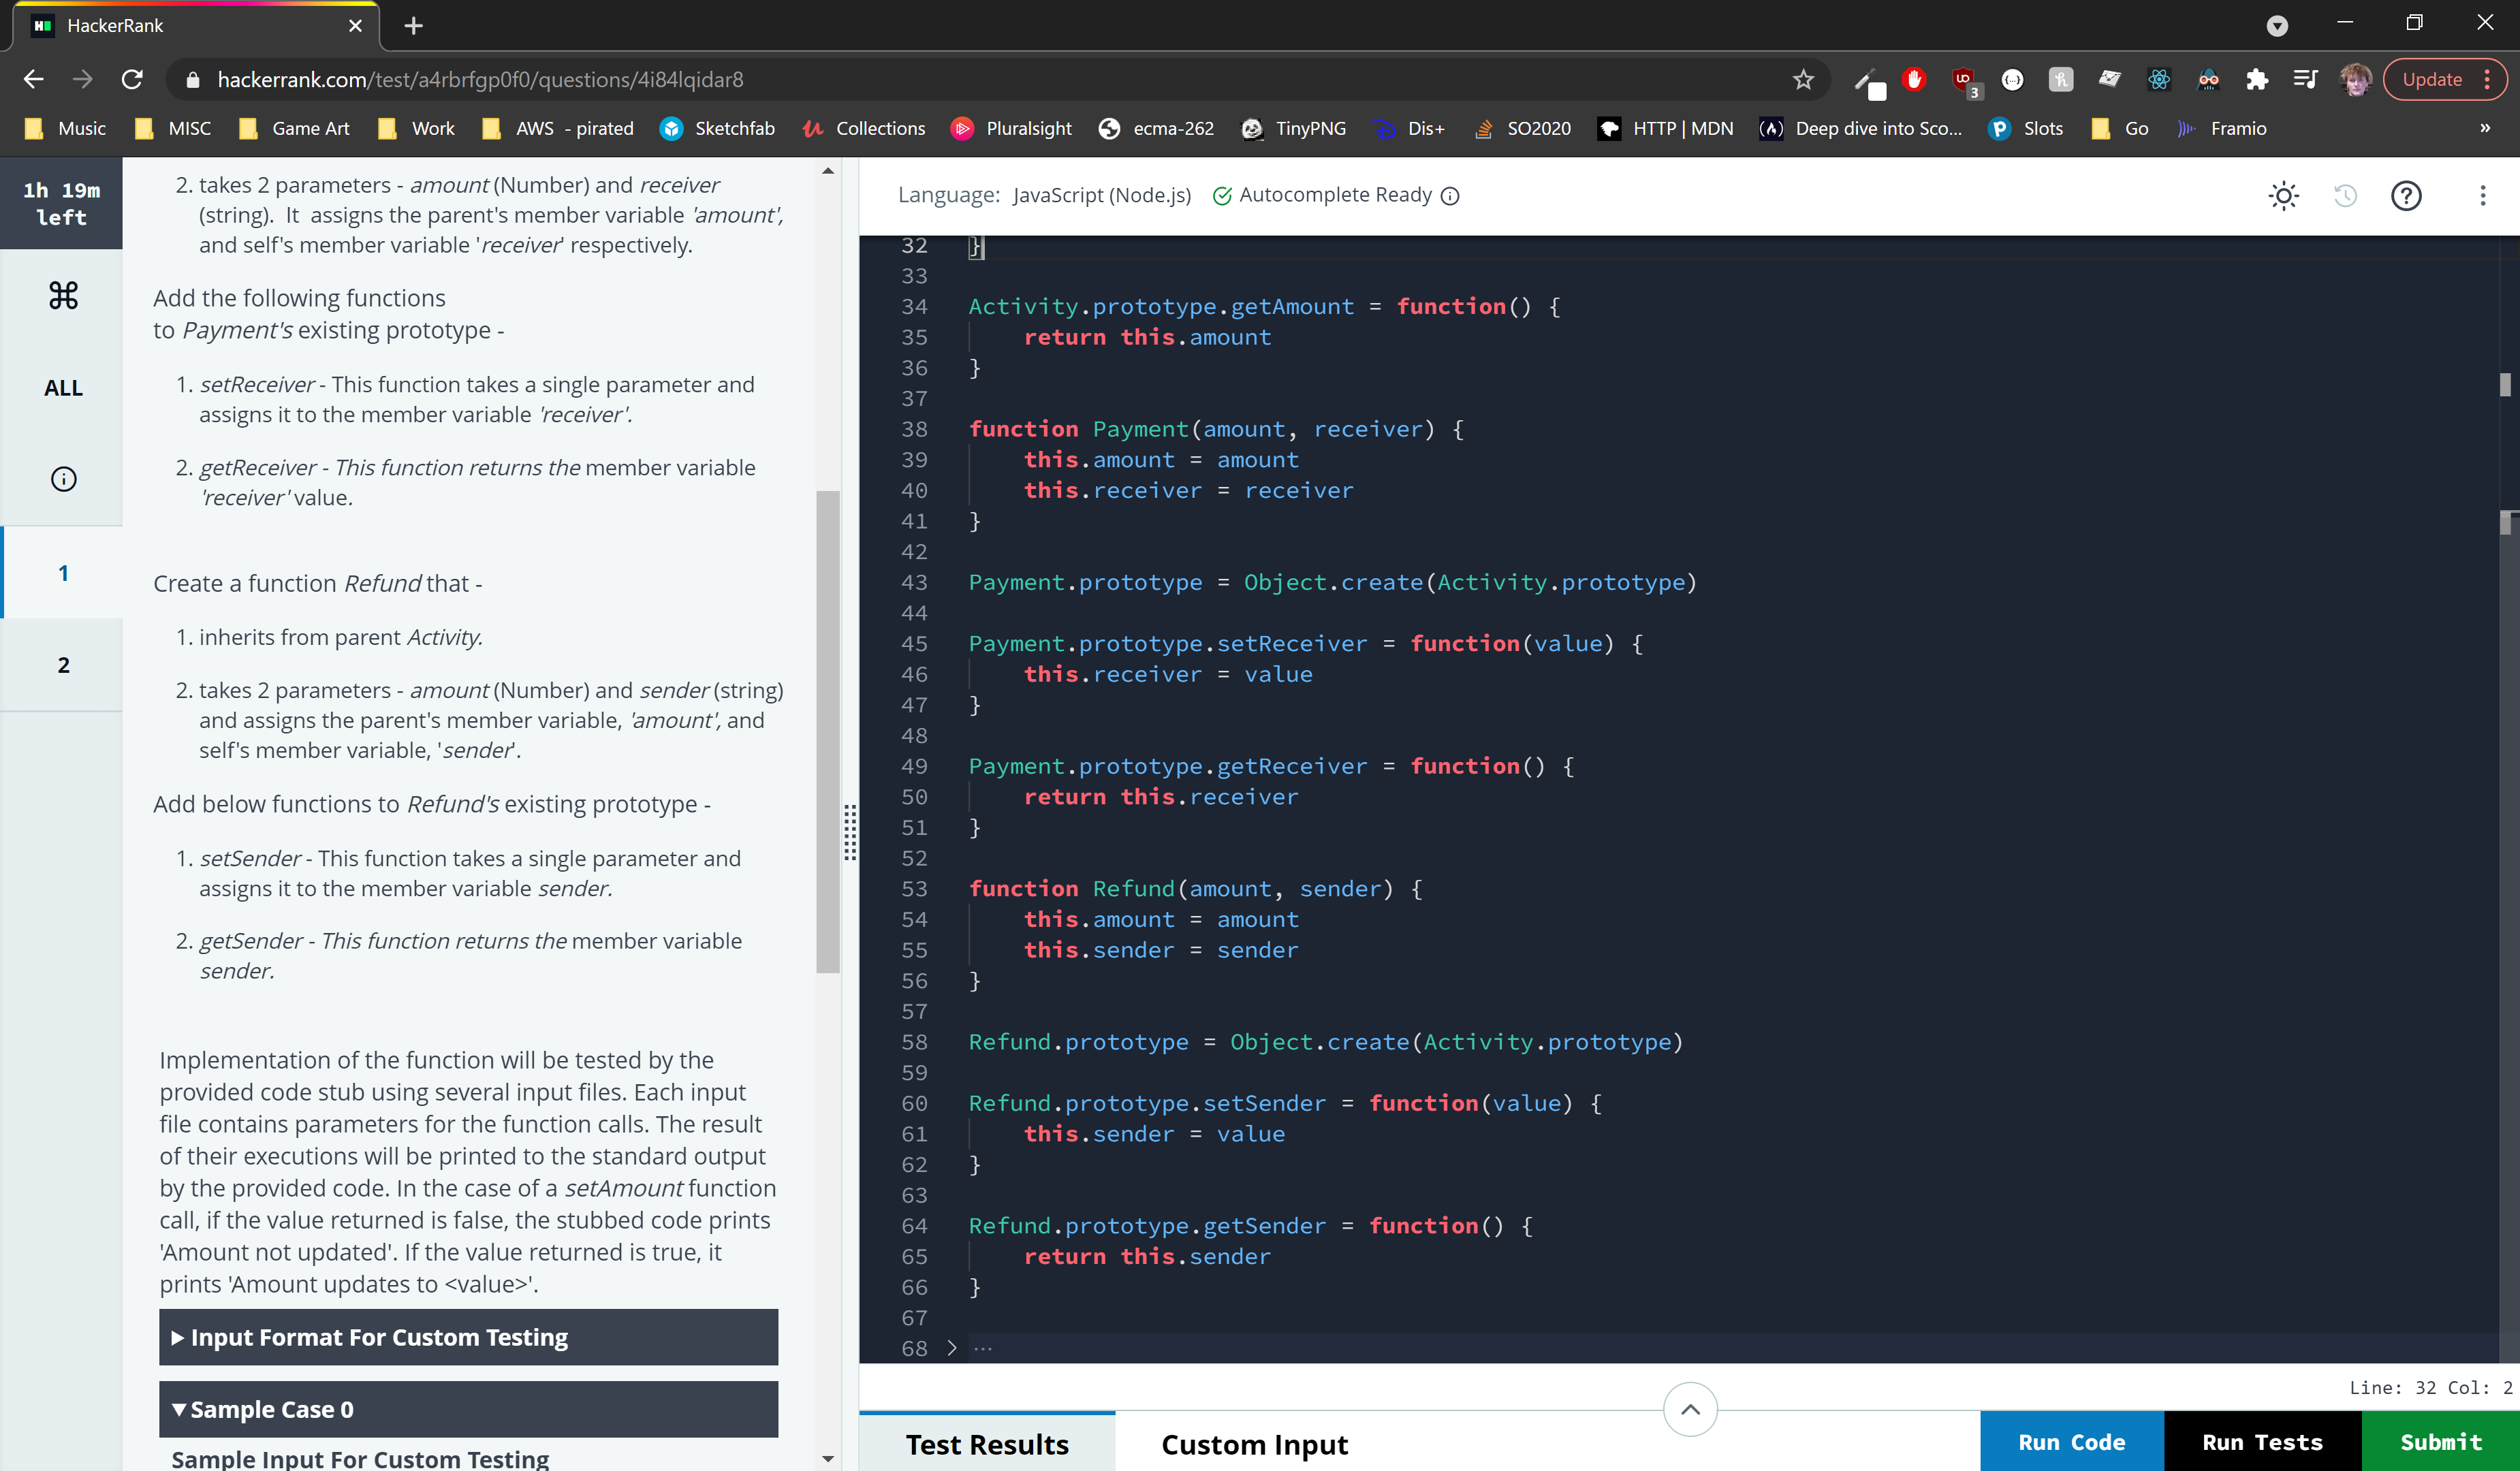 HackerRank
hackerrank.com/test/a4rbrfgp0f0/questions/4i84lqidar8
3
Update
Music MISC Game Art Work AWS - pirated Sketchfab Collections Pluralsight ecma-262 TinyPNG Dis+ SO2020 HTTP | MDN Deep dive into Sco... Slots Go Framio »
1h 19m
left
ALL
1
2
2. takes 2 parameters - amount (Number) and receiver
(string). It assigns the parent's member variable 'amount',
and self's member variable 'receiver' respectively.
Add the following functions
to Payment's existing prototype -
1. setReceiver - This function takes a single parameter and
assigns it to the member variable 'receiver'.
2. getReceiver - This function returns the member variable
'receiver' value.
Create a function Refund that -
1. inherits from parent Activity.
2. takes 2 parameters - amount (Number) and sender (string)
and assigns the parent's member variable, 'amount', and
self's member variable, 'sender'.
Add below functions to Refund's existing prototype -
1. setSender - This function takes a single parameter and
assigns it to the member variable sender.
2. getSender - This function returns the member variable
sender.
Implementation of the function will be tested by the
provided code stub using several input files. Each input
file contains parameters for the function calls. The result
of their executions will be printed to the standard output
by the provided code. In the case of a setAmount function
call, if the value returned is false, the stubbed code prints
'Amount not updated'. If the value returned is true, it
prints 'Amount updates to <value>'.
Input Format For Custom Testing
Sample Case 0
Sample Input For Custom Testing
Language: JavaScript (Node.js) Autocomplete Ready
32 }
33
34 Activity.prototype.getAmount = function() {
35 return this.amount
36 }
37
38 function Payment(amount, receiver) {
39 this.amount = amount
40 this.receiver = receiver
41 }
42
43 Payment.prototype = Object.create(Activity.prototype)
44
45 Payment.prototype.setReceiver = function(value) {
46 this.receiver = value
47 }
48
49 Payment.prototype.getReceiver = function() {
50 return this.receiver
51 }
52
53 function Refund(amount, sender) {
54 this.amount = amount
55 this.sender = sender
56 }
57
58 Refund.prototype = Object.create(Activity.prototype)
59
60 Refund.prototype.setSender = function(value) {
61 this.sender = value
62 }
63
64 Refund.prototype.getSender = function() {
65 return this.sender
66 }
67
68 > ...
Line: 32 Col: 2
Test Results Custom Input Run Code Run Tests Submit